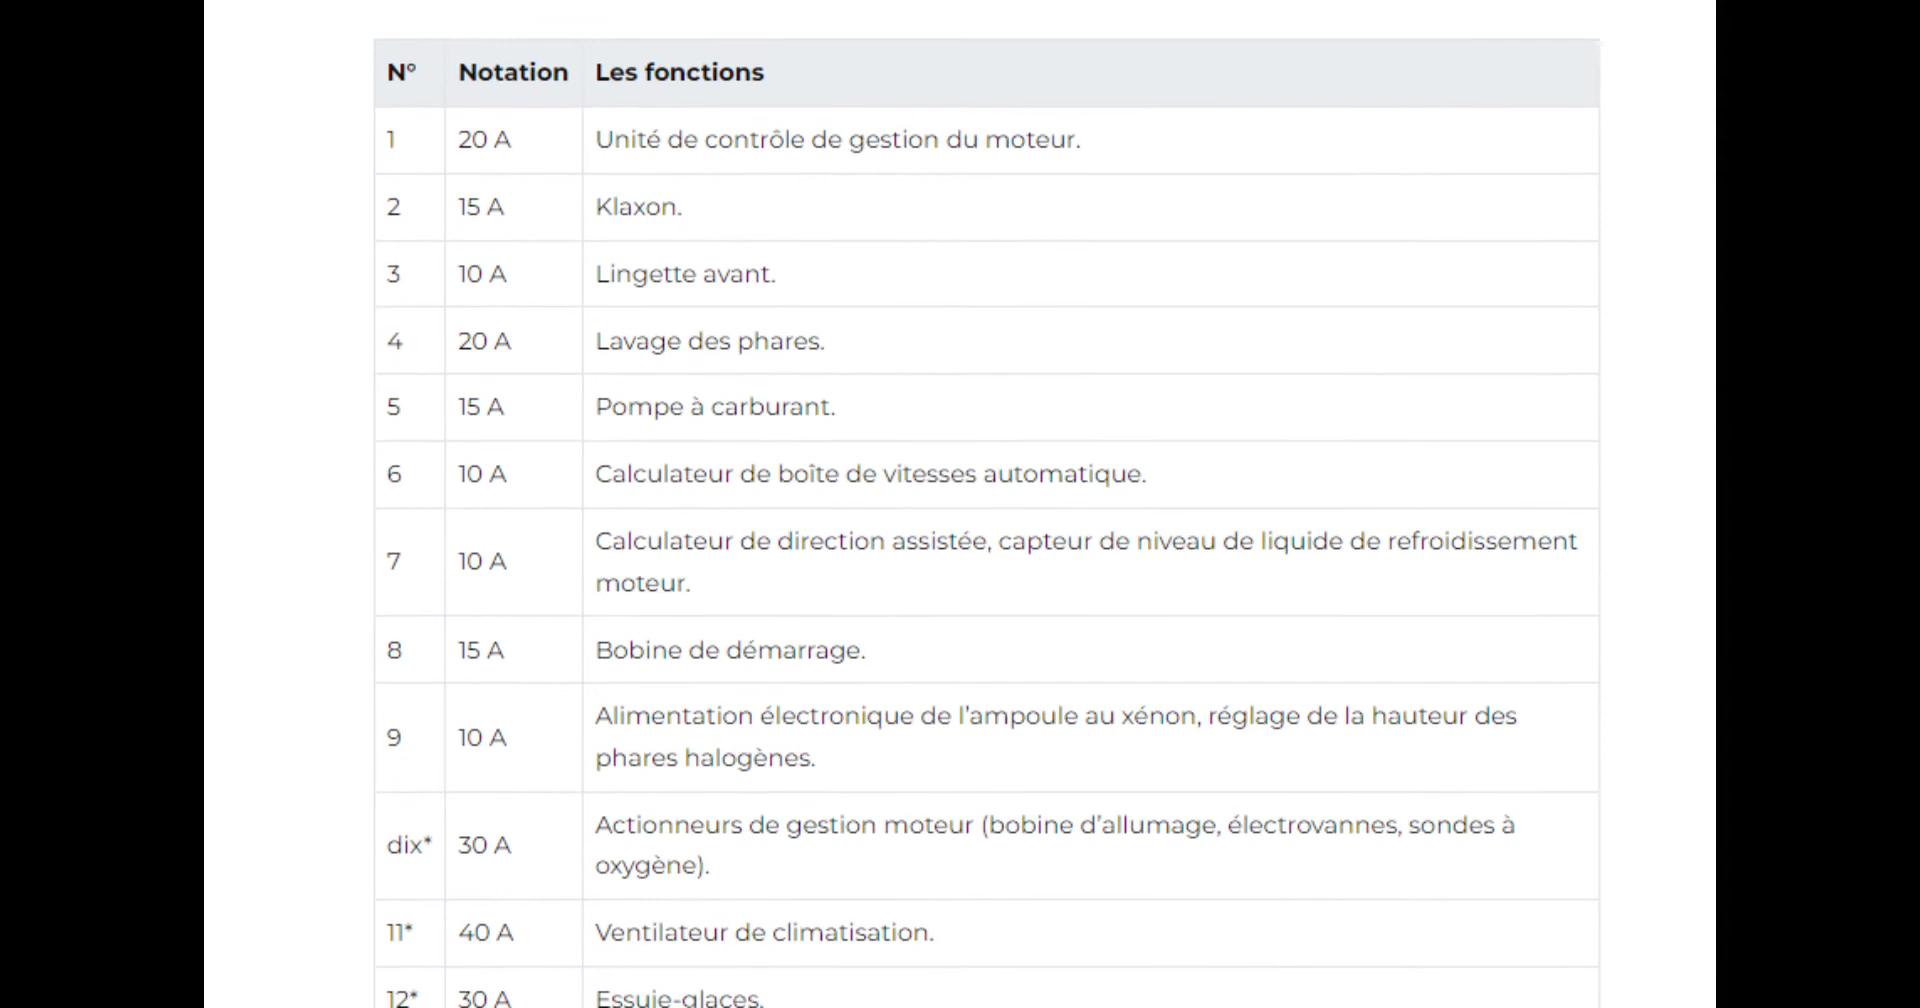 N° Notation Les fonctions
1 20 A Unité de contrôle de gestion du moteur.
2 15 A Klaxon.
3 10 A Lingette avant.
4 20 A Lavage des phares.
5 15 A Pompe à carburant.
6 10 A Calculateur de boîte de vitesses automatique.
7 10 A Calculateur de direction assistée, capteur de niveau de liquide de refroidissement
moteur.
8 15 A Bobine de démarrage.
9 10 A Alimentation électronique de l’ampoule au xénon, réglage de la hauteur des
phares halogènes.
dix* 30 A Actionneurs de gestion moteur (bobine d’allumage, électrovannes, sondes à
oxygène).
11* 40 A Ventilateur de climatisation.
12* 30 A Essuie-glaces.